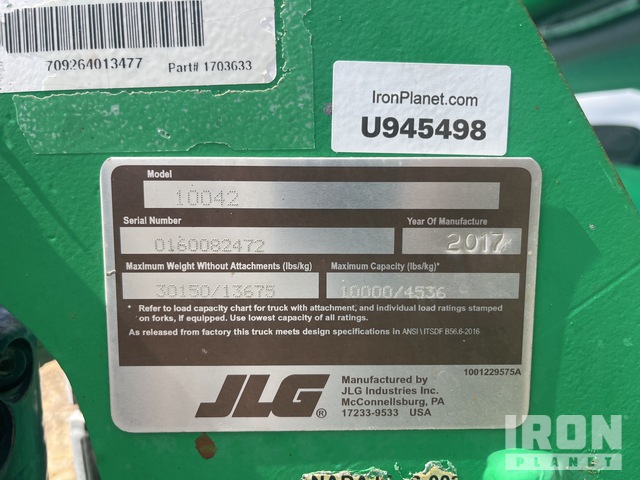 709264013477 Part# 1703633
IronPlanet.com
U945498
Model
10042
Serial Number Year Of Manufacture
0160082472 2017
Maximum Weight Without Attachments (lbs/kg) Maximum Capacity (lbs/kg)*
30150/13675 10000/4536
* Refer to load capacity chart for truck with attachment, and individual load ratings stamped
on forks, if equipped. Use lowest capacity of all ratings.
As released from factory this truck meets design specifications in ANSI \ ITSDF B56.6-2016
1001229575A
JLG®
Manufactured by
JLG Industries Inc.
McConnellsburg, PA
17233-9533 USA
IRON
PLANET